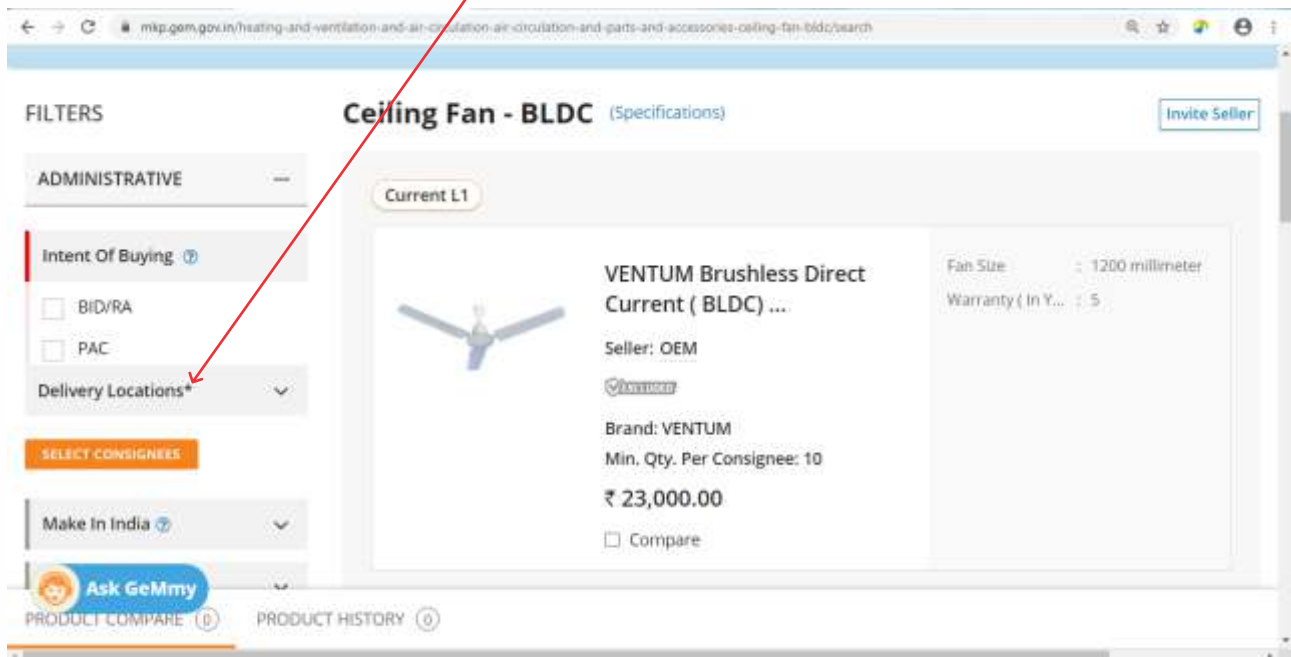 mkp.gem.gov.in/heating-and-ventilation-and-air-circulation-air-circulation-and-parts-and-accessories-ceiling-fan-bldc/search
FILTERS
Ceiling Fan - BLDC (Specifications)
Invite Seller
ADMINISTRATIVE
Current L1
Intent Of Buying
BID/RA
PAC
Delivery Locations*
SELECT CONSIGNEES
Make In India
VENTUM Brushless Direct
Current ( BLDC) ...
Seller: OEM
Brand: VENTUM
Min. Qty. Per Consignee: 10
₹ 23,000.00
Compare
Fan Size : 1200 millimeter
Warranty ( In Y... : 5
Ask GeMmy
PRODUCT COMPARE (0)
PRODUCT HISTORY (0)